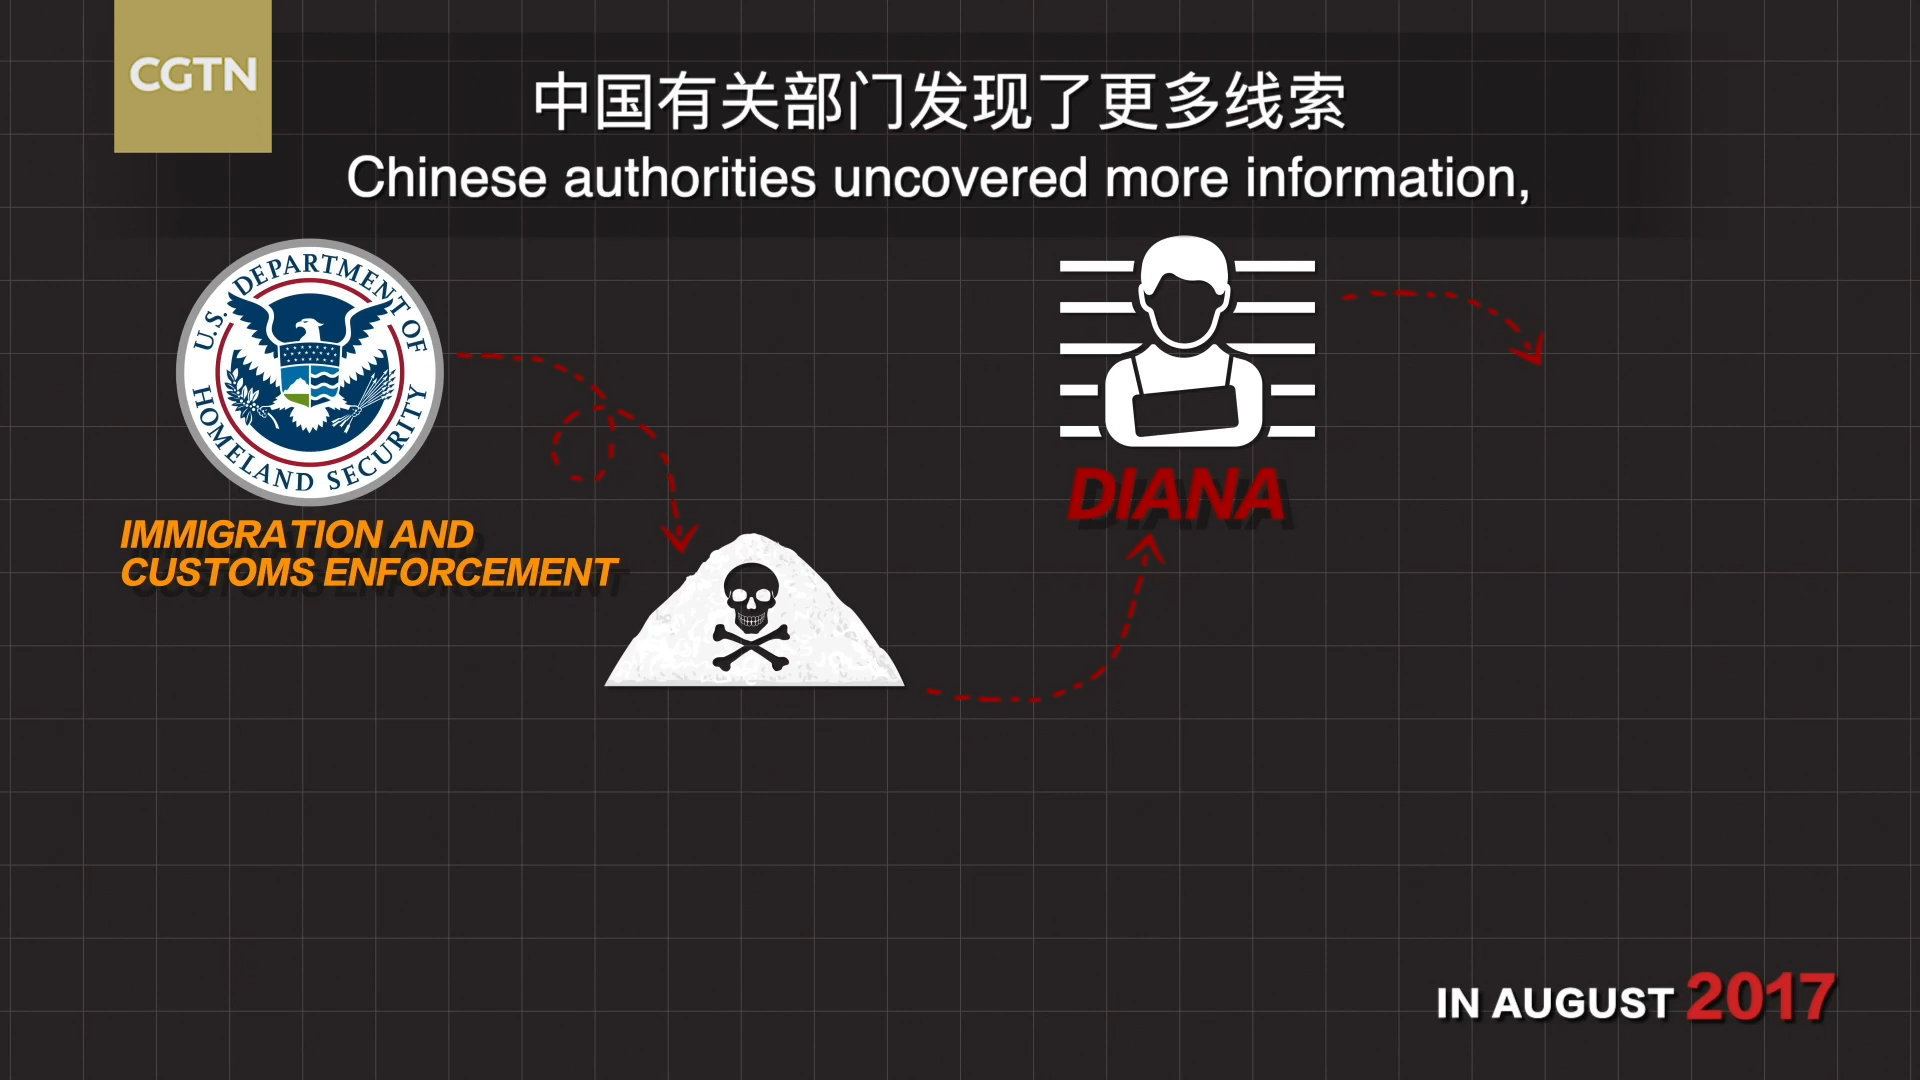 CGTN
中国有关部门发现了更多线索
Chinese authorities uncovered more information,
U.S. DEPARTMENT OF
HOMELAND SECURITY
IMMIGRATION AND
CUSTOMS ENFORCEMENT
DIANA
IN AUGUST 2017